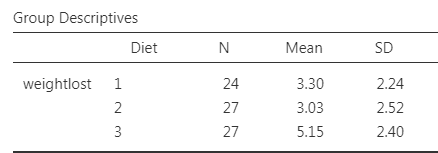 Group Descriptives
Diet N Mean SD
weightlost 1 24 3.30 2.24
2 27 3.03 2.52
3 27 5.15 2.40